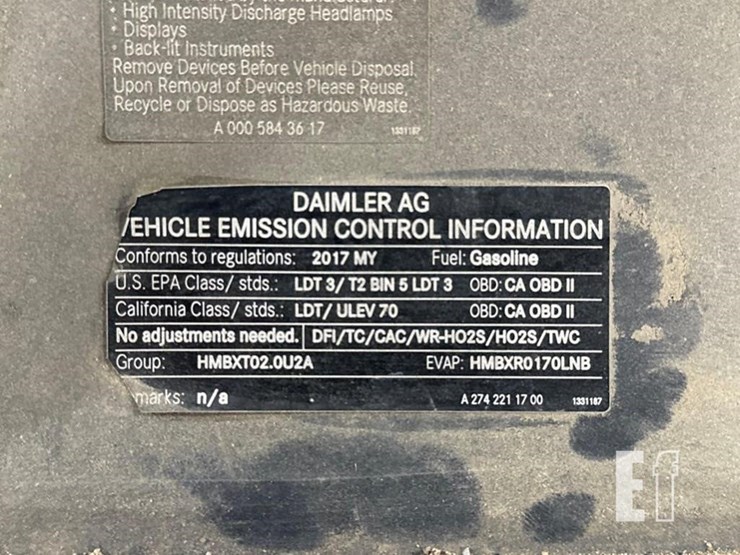 • High Intensity Discharge Headlamps
• Displays
• Back-lit Instruments
Remove Devices Before Vehicle Disposal.
Upon Removal of Devices Please Reuse,
Recycle or Dispose as Hazardous Waste.
A 000 584 36 17 1331187
DAIMLER AG
VEHICLE EMISSION CONTROL INFORMATION
Conforms to regulations: 2017 MY Fuel: Gasoline
U.S. EPA Class/ stds.: LDT 3/ T2 BIN 5 LDT 3 OBD: CA OBD II
California Class/ stds.: LDT/ ULEV 70 OBD: CA OBD II
No adjustments needed. DFI/TC/CAC/WR-HO2S/HO2S/TWC
Group: HMBXT02.0U2A EVAP: HMBXR0170LNB
marks: n/a A 274 221 17 00 1331187
Ef